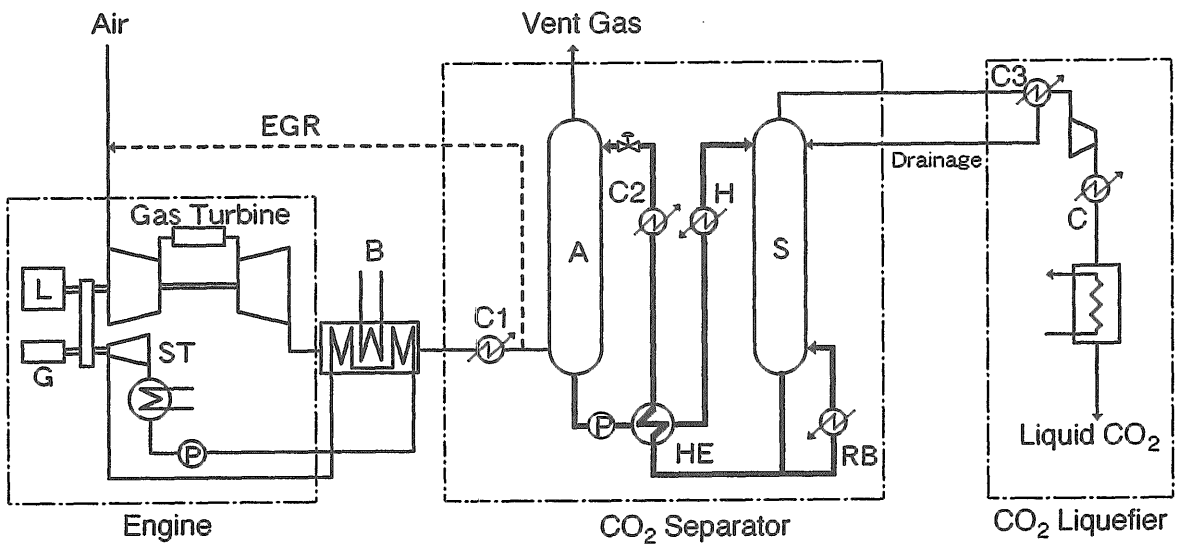 Air
Vent Gas
C3
EGR
Drainage
C2
H
Gas Turbine
C
B
A
S
L
C1
ST
G
P
P
HE
RB
Liquid CO₂
Engine
CO₂ Separator
CO₂ Liquefier